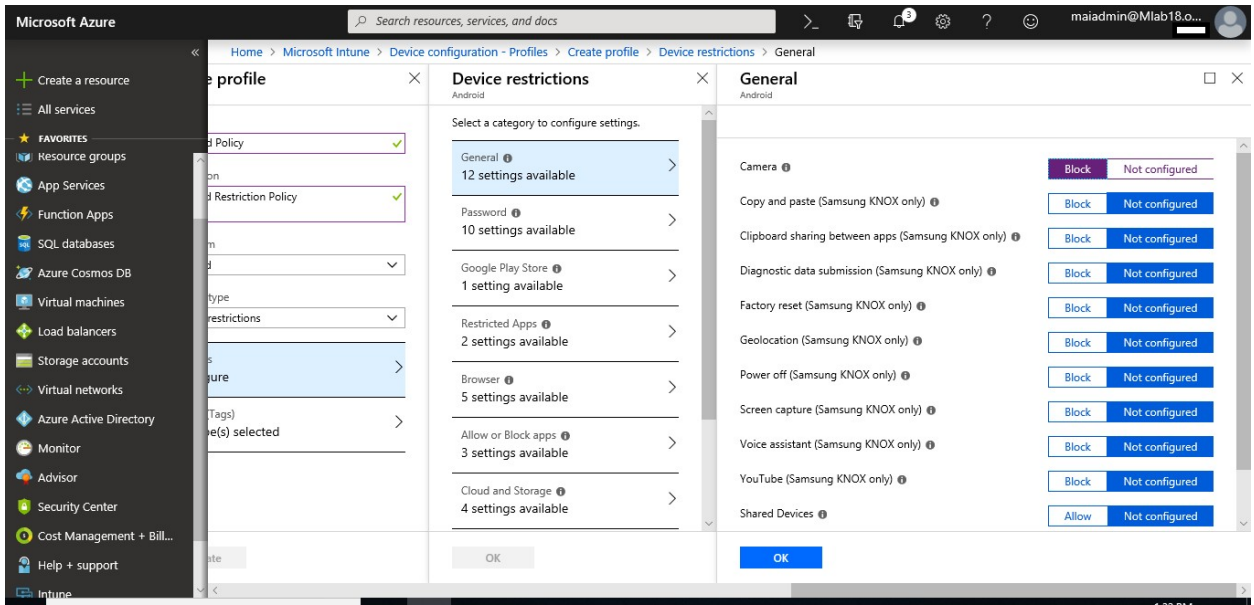 Microsoft Azure
Search resources, services, and docs
3
?
maiadmin@Mlab18.o...
Home > Microsoft Intune > Device configuration - Profiles > Create profile > Device restrictions > General
Create a resource
All services
FAVORITES
Resource groups
App Services
Function Apps
SQL databases
Azure Cosmos DB
Virtual machines
Load balancers
Storage accounts
Virtual networks
Azure Active Directory
Monitor
Advisor
Security Center
Cost Management + Bill...
Help + support
Intune
e profile
d Policy
on
d Restriction Policy
m
d
type
restrictions
s
gure
(Tags)
pe(s) selected
ate
Device restrictions
Android
Select a category to configure settings.
General
12 settings available
Password
10 settings available
Google Play Store
1 setting available
Restricted Apps
2 settings available
Browser
5 settings available
Allow or Block apps
3 settings available
Cloud and Storage
4 settings available
OK
General
Android
Camera Block Not configured
Copy and paste (Samsung KNOX only) Block Not configured
Clipboard sharing between apps (Samsung KNOX only) Block Not configured
Diagnostic data submission (Samsung KNOX only) Block Not configured
Factory reset (Samsung KNOX only) Block Not configured
Geolocation (Samsung KNOX only) Block Not configured
Power off (Samsung KNOX only) Block Not configured
Screen capture (Samsung KNOX only) Block Not configured
Voice assistant (Samsung KNOX only) Block Not configured
YouTube (Samsung KNOX only) Block Not configured
Shared Devices Allow Not configured
OK